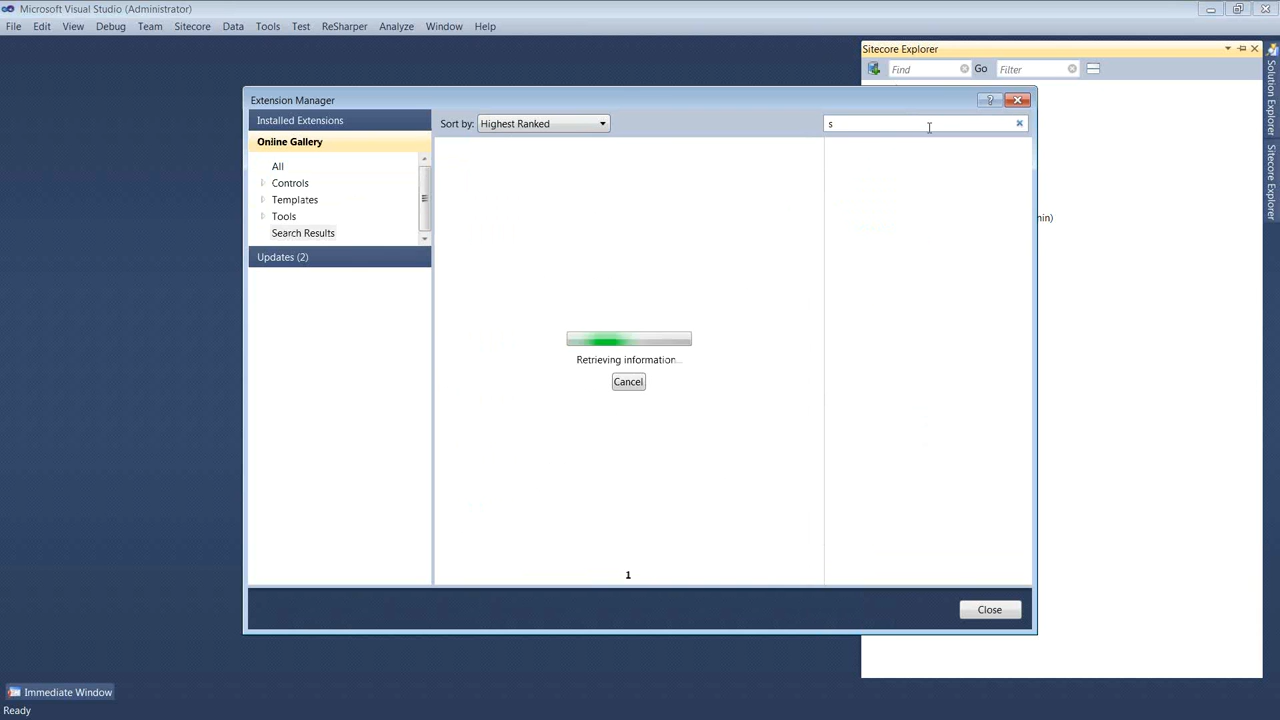 Microsoft Visual Studio (Administrator)
File Edit View Debug Team Sitecore Data Tools Test ReSharper Analyze Window Help
Sitecore Explorer
Find Go Filter
Extension Manager
Installed Extensions
Sort by: Highest Ranked
s
Online Gallery
All
Controls
Templates
Tools
Search Results
Updates (2)
min)
Retrieving information...
Cancel
1
Close
Solution Explorer
Sitecore Explorer
Immediate Window
Ready